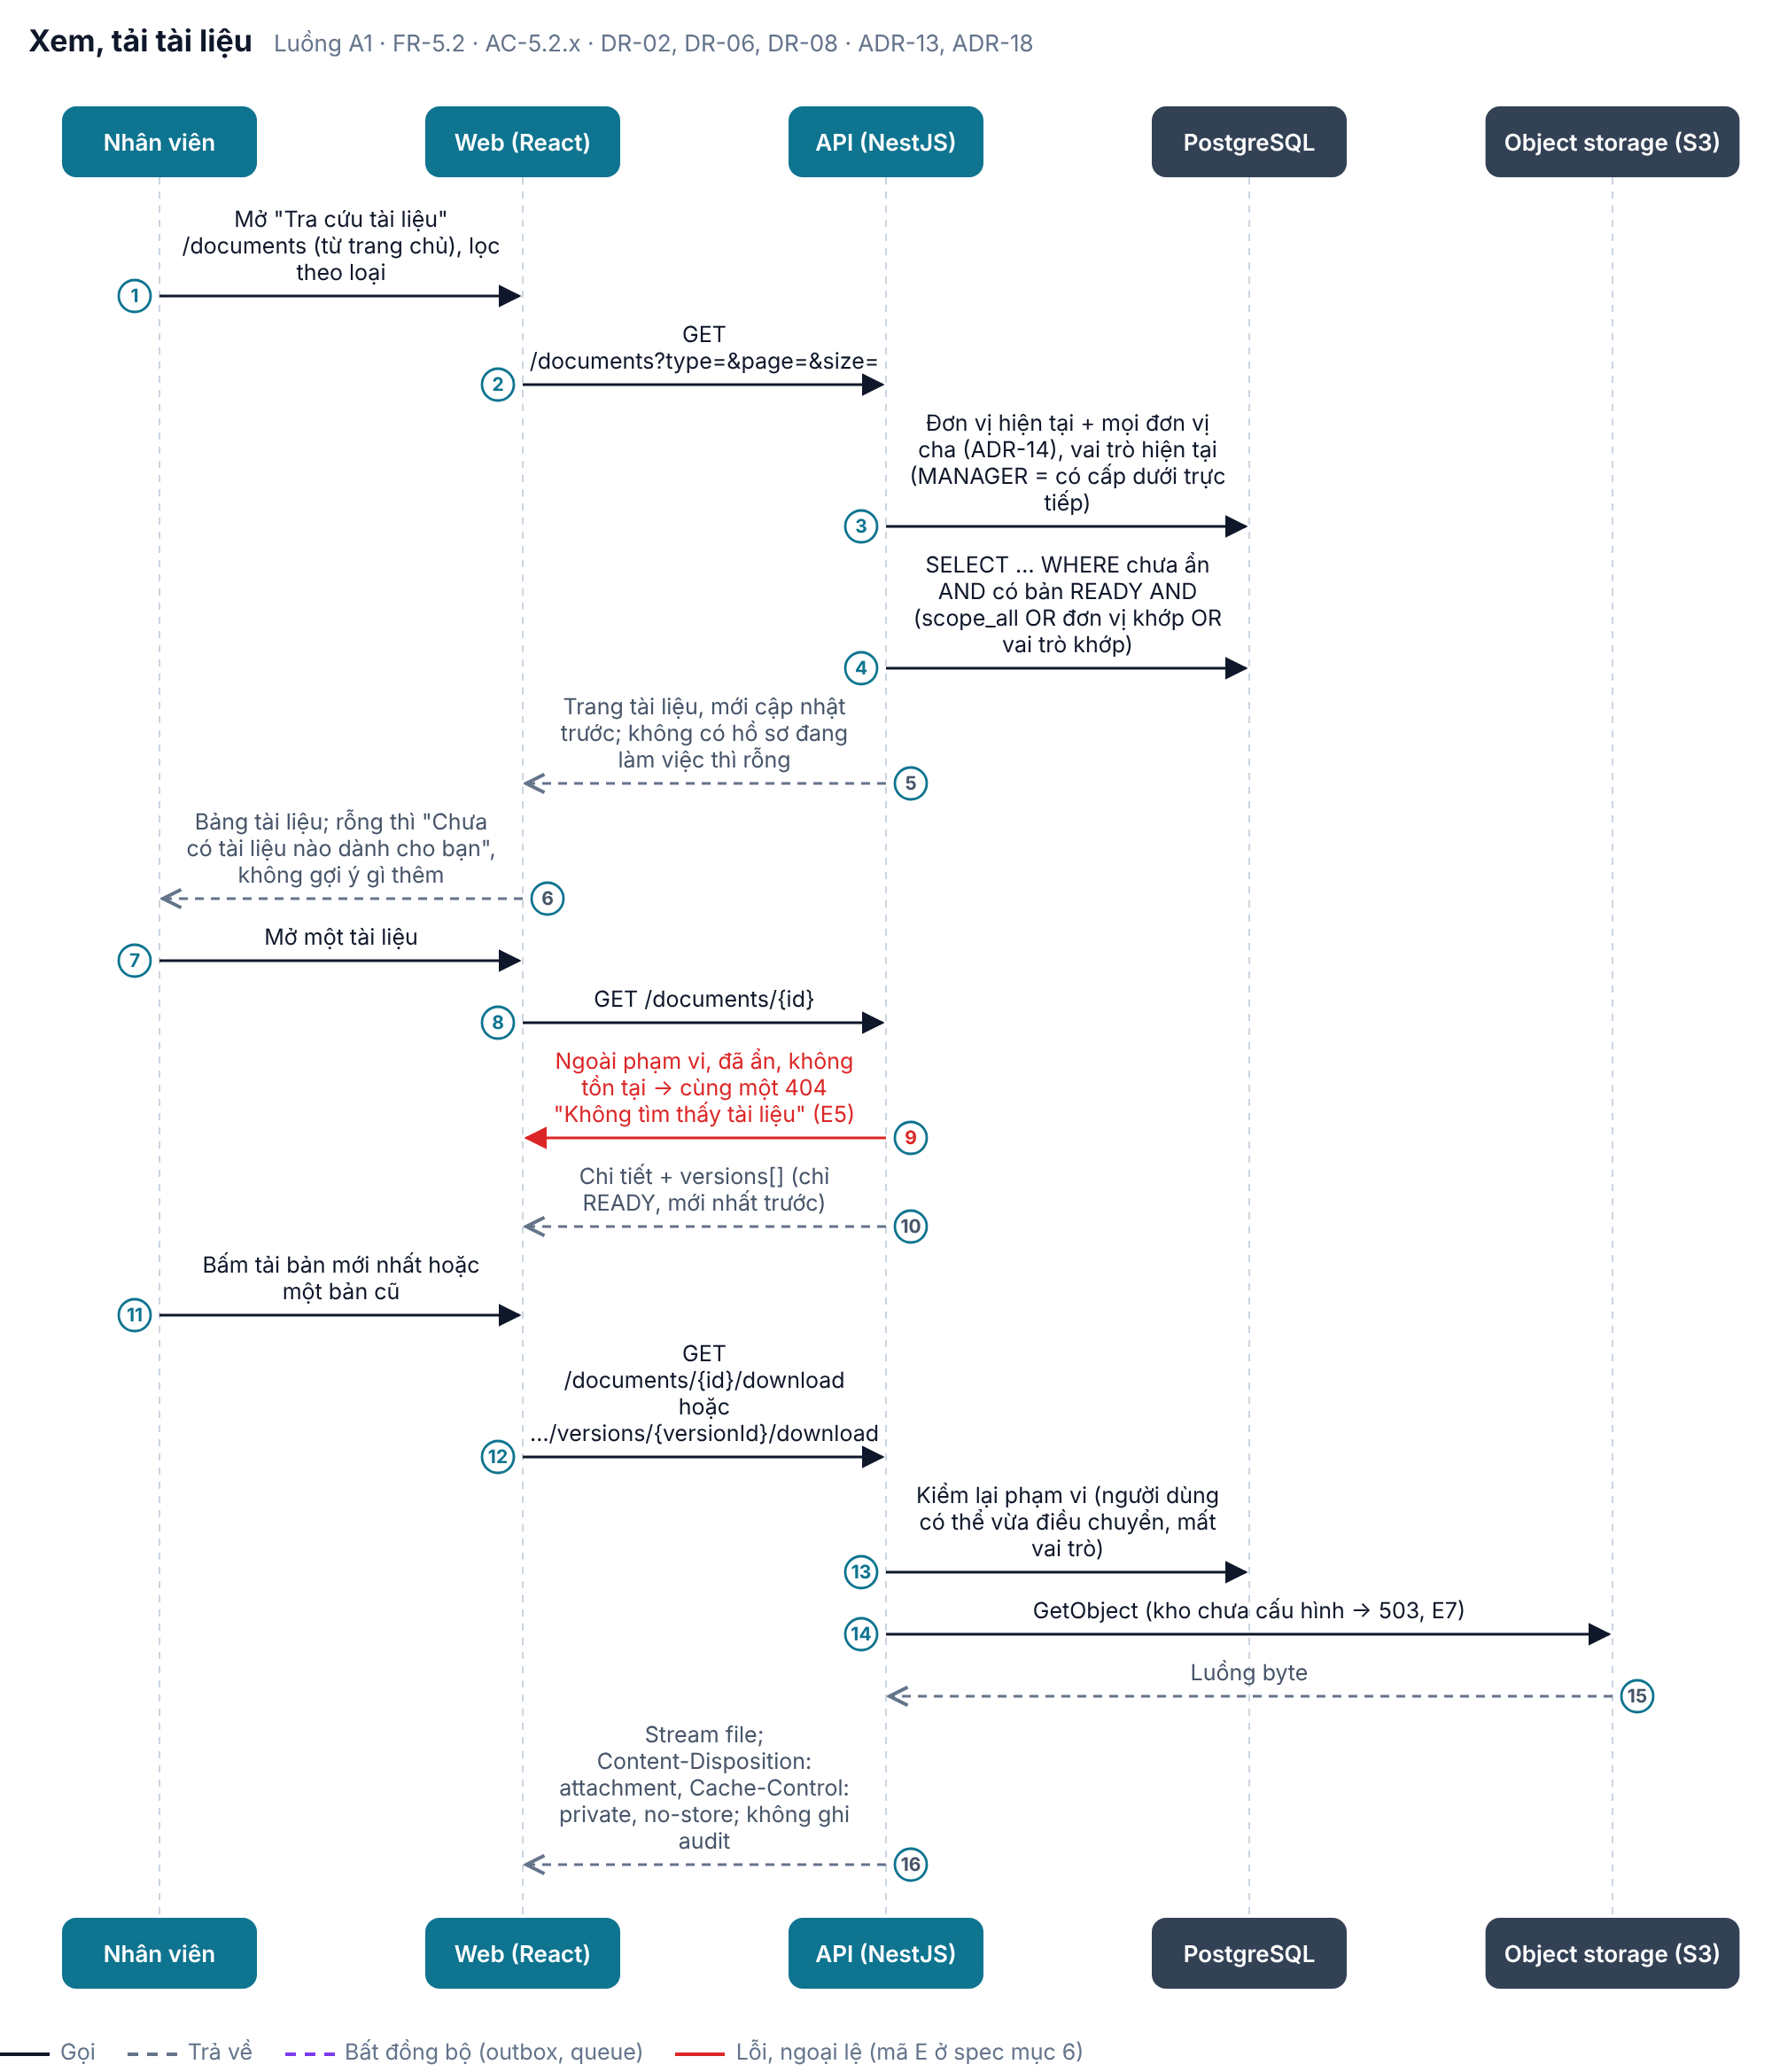 Xem, tải tài liệu Luồng A1 · FR-5.2 · AC-5.2.x · DR-02, DR-06, DR-08 · ADR-13, ADR-18
Nhân viên
Web (React)
API (NestJS)
PostgreSQL
Object storage (S3)
Mở "Tra cứu tài liệu"
/documents (từ trang chủ), lọc
theo loại
1
GET
/documents?type=&page=&size=
2
Đơn vị hiện tại + mọi đơn vị
cha (ADR-14), vai trò hiện tại
(MANAGER = có cấp dưới trực
tiếp)
3
SELECT ... WHERE chưa ẩn
AND có bản READY AND
(scope_all OR đơn vị khớp OR
vai trò khớp)
4
Trang tài liệu, mới cập nhật
trước; không có hồ sơ đang
làm việc thì rỗng
5
Bảng tài liệu; rỗng thì "Chưa
có tài liệu nào dành cho bạn",
không gợi ý gì thêm
6
Mở một tài liệu
7
GET /documents/{id}
8
Ngoài phạm vi, đã ẩn, không
tồn tại → cùng một 404
"Không tìm thấy tài liệu" (E5)
9
Chi tiết + versions[] (chỉ
READY, mới nhất trước)
10
Bấm tải bản mới nhất hoặc
một bản cũ
11
GET
/documents/{id}/download
hoặc
.../versions/{versionId}/download
12
Kiểm lại phạm vi (người dùng
có thể vừa điều chuyển, mất
vai trò)
13
GetObject (kho chưa cấu hình → 503, E7)
14
Luồng byte
15
Stream file;
Content-Disposition:
attachment, Cache-Control:
private, no-store; không ghi
audit
16
Nhân viên
Web (React)
API (NestJS)
PostgreSQL
Object storage (S3)
Gọi
Trả về
Bất đồng bộ (outbox, queue)
Lỗi, ngoại lệ (mã E ở spec mục 6)